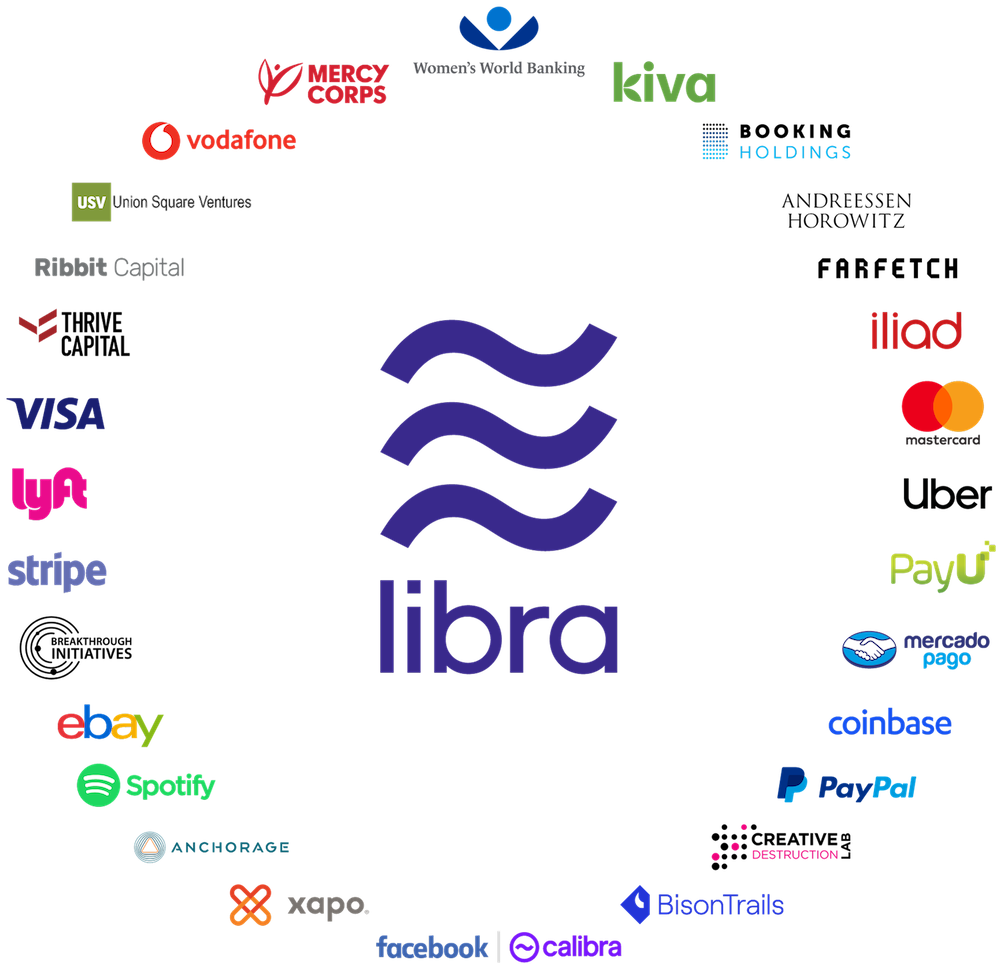 Women's World Banking
MERCY
CORPS
kiva
vodafone
BOOKING
HOLDINGS
USV Union Square Ventures
ANDREESSEN
HOROWITZ
Ribbit Capital
FARFETCH
THRIVE
CAPITAL
iliad
VISA
mastercard
lyft
Uber
stripe
PayU
libra
BREAKTHROUGH
INITIATIVES
mercado
pago
ebay
coinbase
Spotify
PayPal
ANCHORAGE
CREATIVE
DESTRUCTION
LAB
xapo
BisonTrails
facebook
calibra